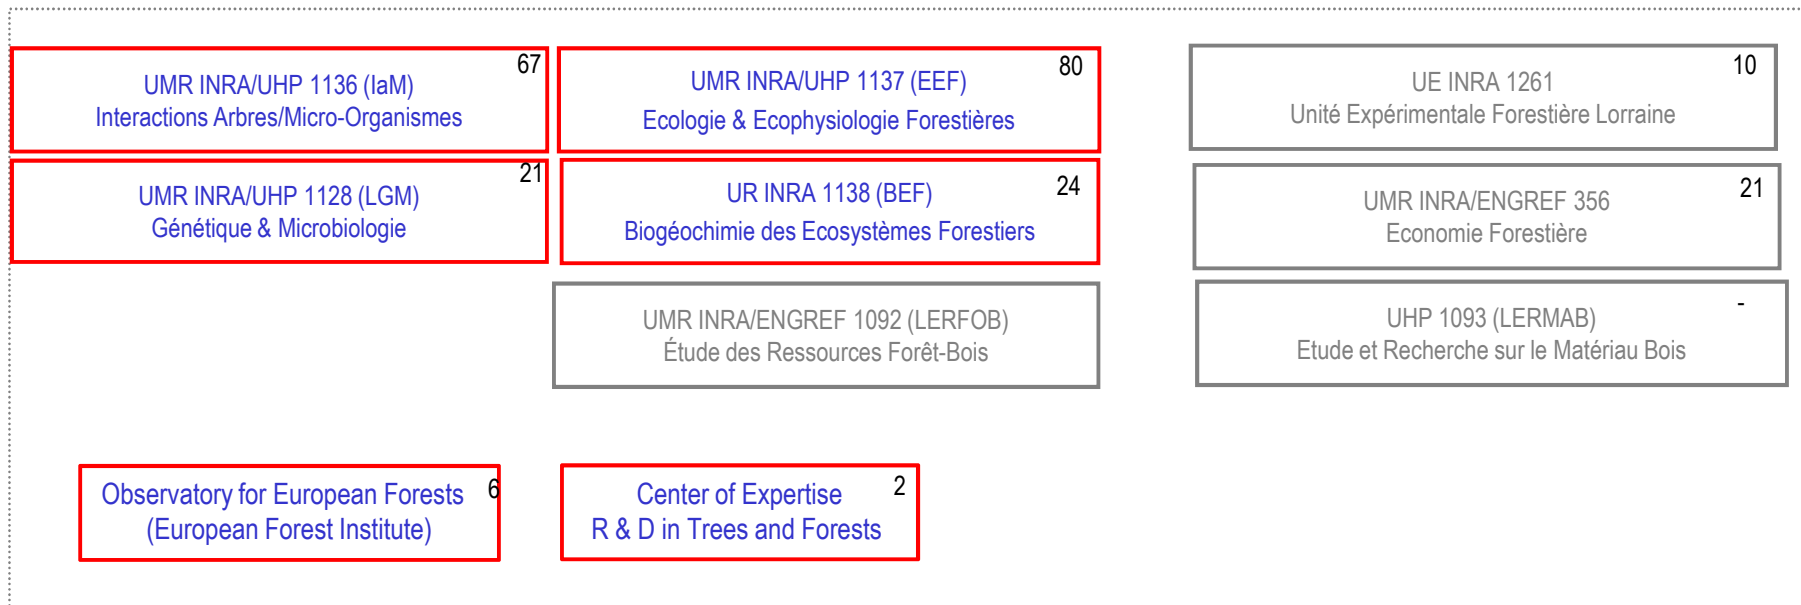 67
UMR INRA/UHP 1136 (IaM)
Interactions Arbres/Micro-Organismes
80
UMR INRA/UHP 1137 (EEF)
Ecologie & Ecophysiologie Forestières
10
UE INRA 1261
Unité Expérimentale Forestière Lorraine
21
UMR INRA/UHP 1128 (LGM)
Génétique & Microbiologie
24
UR INRA 1138 (BEF)
Biogéochimie des Ecosystèmes Forestiers
21
UMR INRA/ENGREF 356
Economie Forestière
UMR INRA/ENGREF 1092 (LERFOB)
Étude des Ressources Forêt-Bois
-
UHP 1093 (LERMAB)
Etude et Recherche sur le Matériau Bois
Observatory for European Forests 6
(European Forest Institute)
Center of Expertise 2
R & D in Trees and Forests